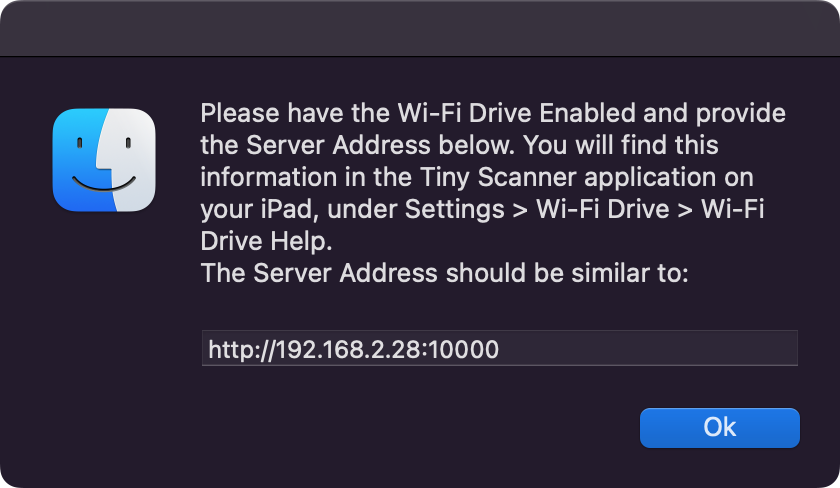 Please have the Wi-Fi Drive Enabled and provide
the Server Address below. You will find this
information in the Tiny Scanner application on
your iPad, under Settings > Wi-Fi Drive > Wi-Fi
Drive Help.
The Server Address should be similar to:
http://192.168.2.28:10000
Ok